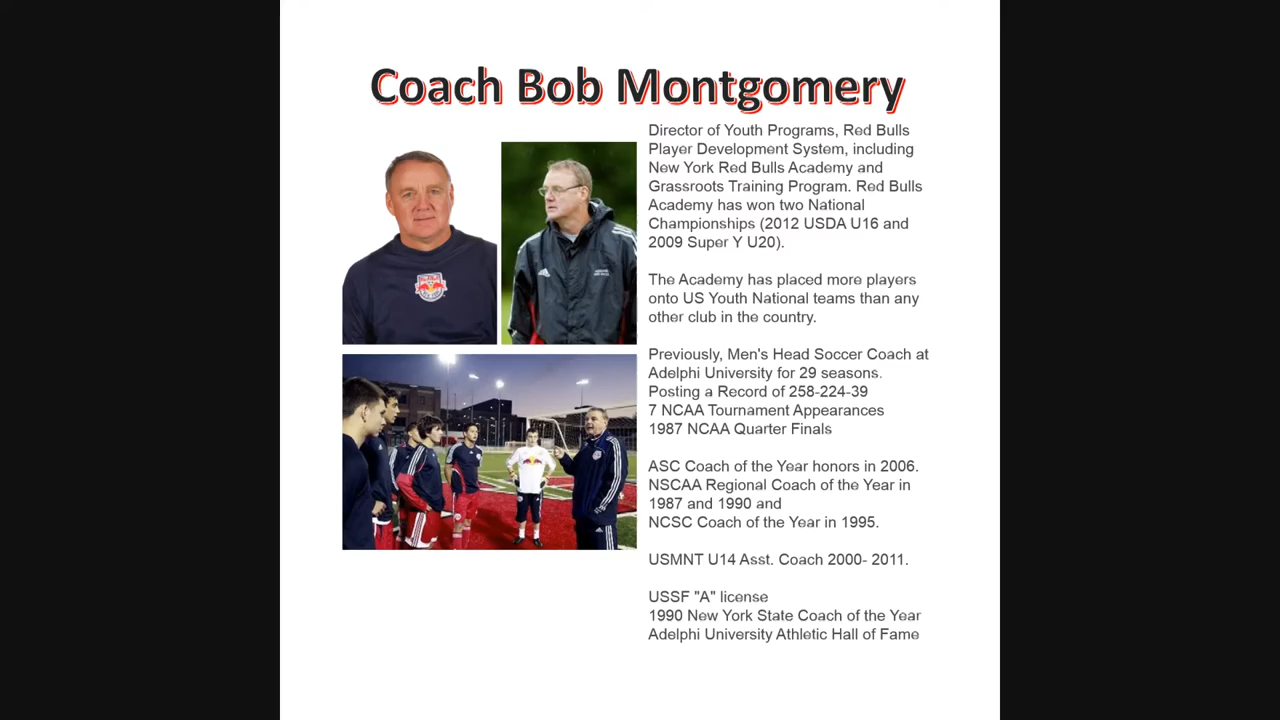 Coach Bob Montgomery
Director of Youth Programs, Red Bulls
Player Development System, including
New York Red Bulls Academy and
Grassroots Training Program. Red Bulls
Academy has won two National
Championships (2012 USDA U16 and
2009 Super Y U20).
The Academy has placed more players
onto US Youth National teams than any
other club in the country.
Previously, Men's Head Soccer Coach at
Adelphi University for 29 seasons.
Posting a Record of 258-224-39
7 NCAA Tournament Appearances
1987 NCAA Quarter Finals
ASC Coach of the Year honors in 2006.
NSCAA Regional Coach of the Year in
1987 and 1990 and
NCSC Coach of the Year in 1995.
USMNT U14 Asst. Coach 2000- 2011.
USSF "A" license
1990 New York State Coach of the Year
Adelphi University Athletic Hall of Fame